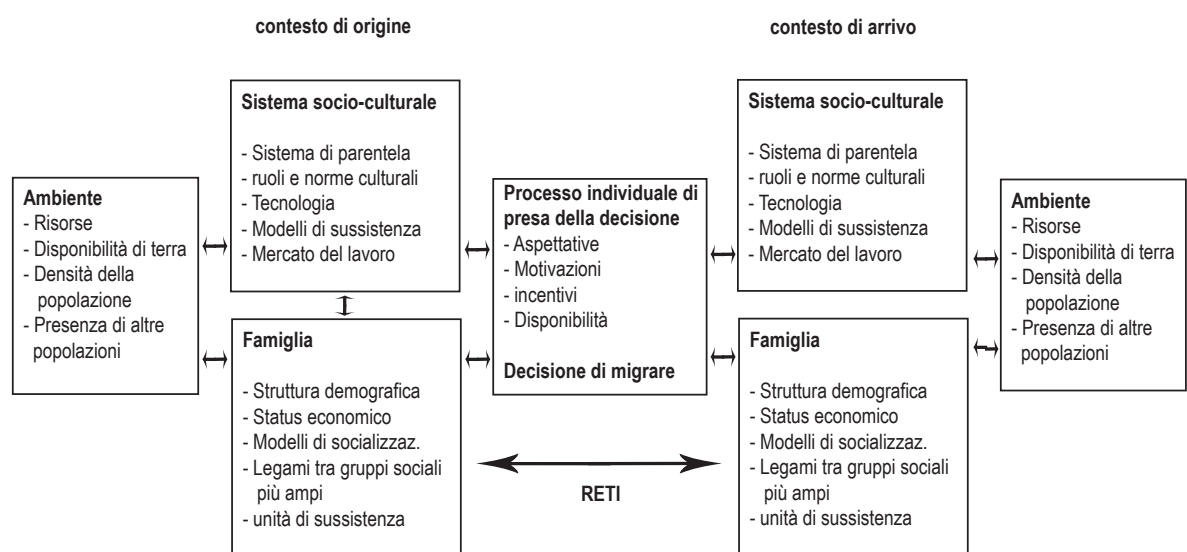 contesto di origine
contesto di arrivo
Ambiente
- Risorse
- Disponibilità di terra
- Densità della
popolazione
- Presenza di altre
popolazioni
Sistema socio-culturale
- Sistema di parentela
- ruoli e norme culturali
- Tecnologia
- Modelli di sussistenza
- Mercato del lavoro
Famiglia
- Struttura demografica
- Status economico
- Modelli di socializzaz.
- Legami tra gruppi sociali
più ampi
- unità di sussistenza
Processo individuale di
presa della decisione
- Aspettative
- Motivazioni
- incentivi
- Disponibilità
Decisione di migrare
RETI
Sistema socio-culturale
- Sistema di parentela
- ruoli e norme culturali
- Tecnologia
- Modelli di sussistenza
- Mercato del lavoro
Famiglia
- Struttura demografica
- Status economico
- Modelli di socializzaz.
- Legami tra gruppi sociali
più ampi
- unità di sussistenza
Ambiente
- Risorse
- Disponibilità di terra
- Densità della
popolazione
- Presenza di altre
popolazioni